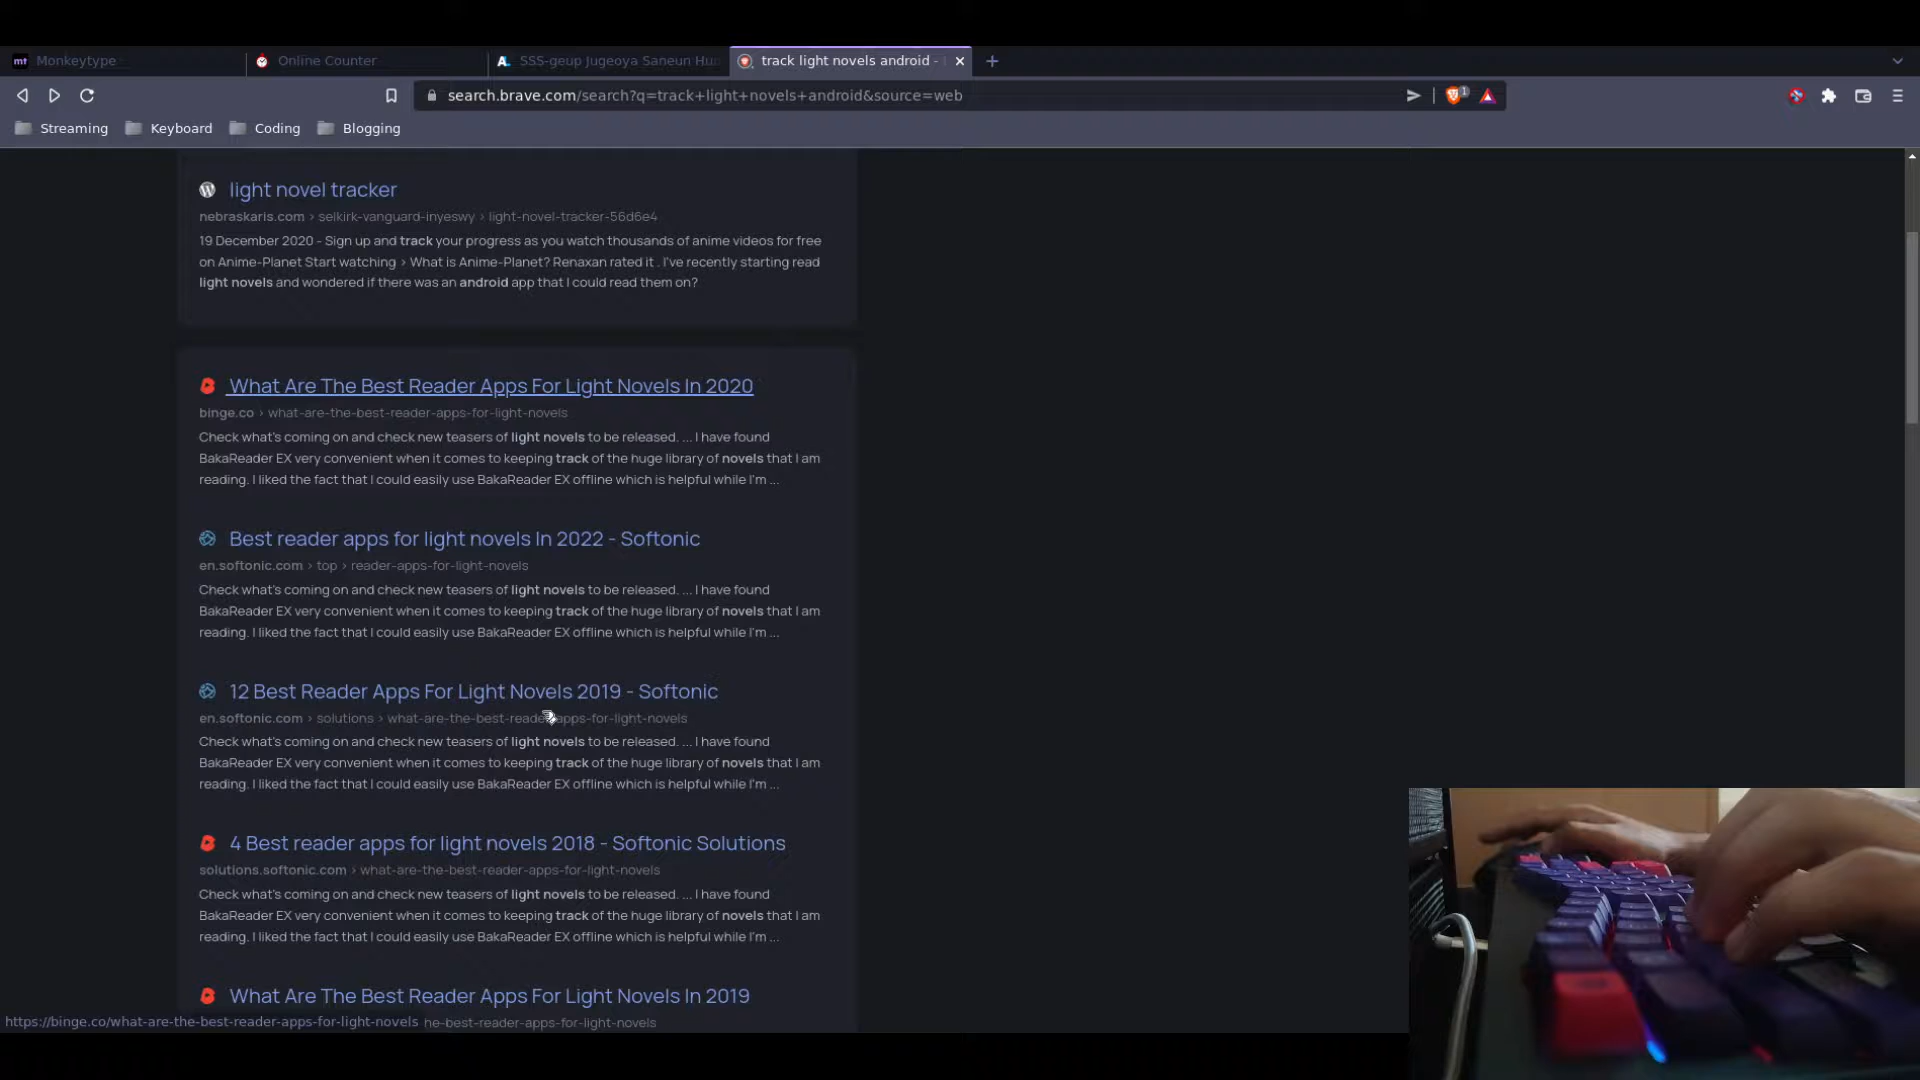 mt Monkeytype
Online Counter
A. SSS-geup Jugeoya Saneun Hu
track light novels android -
search.brave.com/search?q=track+light+novels+android&source=web
1
Streaming
Keyboard
Coding
Blogging
light novel tracker
nebraskaris.com › selkirk-vanguard-inyeswy › light-novel-tracker-56d6e4
19 December 2020 - Sign up and track your progress as you watch thousands of anime videos for free
on Anime-Planet Start watching › What is Anime-Planet? Renaxan rated it . I've recently starting read
light novels and wondered if there was an android app that I could read them on?
What Are The Best Reader Apps For Light Novels In 2020
binge.co › what-are-the-best-reader-apps-for-light-novels
Check what's coming on and check new teasers of light novels to be released. ... I have found
BakaReader EX very convenient when it comes to keeping track of the huge library of novels that I am
reading. I liked the fact that I could easily use BakaReader EX offline which is helpful while I'm ...
Best reader apps for light novels In 2022 - Softonic
en.softonic.com › top › reader-apps-for-light-novels
Check what's coming on and check new teasers of light novels to be released. ... I have found
BakaReader EX very convenient when it comes to keeping track of the huge library of novels that I am
reading. I liked the fact that I could easily use BakaReader EX offline which is helpful while I'm ...
12 Best Reader Apps For Light Novels 2019 - Softonic
en.softonic.com › solutions › what-are-the-best-reader-apps-for-light-novels
Check what's coming on and check new teasers of light novels to be released. ... I have found
BakaReader EX very convenient when it comes to keeping track of the huge library of novels that I am
reading. I liked the fact that I could easily use BakaReader EX offline which is helpful while I'm ...
4 Best reader apps for light novels 2018 - Softonic Solutions
solutions.softonic.com › what-are-the-best-reader-apps-for-light-novels
Check what's coming on and check new teasers of light novels to be released. ... I have found
BakaReader EX very convenient when it comes to keeping track of the huge library of novels that I am
reading. I liked the fact that I could easily use BakaReader EX offline which is helpful while I'm ...
What Are The Best Reader Apps For Light Novels In 2019
https://binge.co/what-are-the-best-reader-apps-for-light-novels he-best-reader-apps-for-light-novels